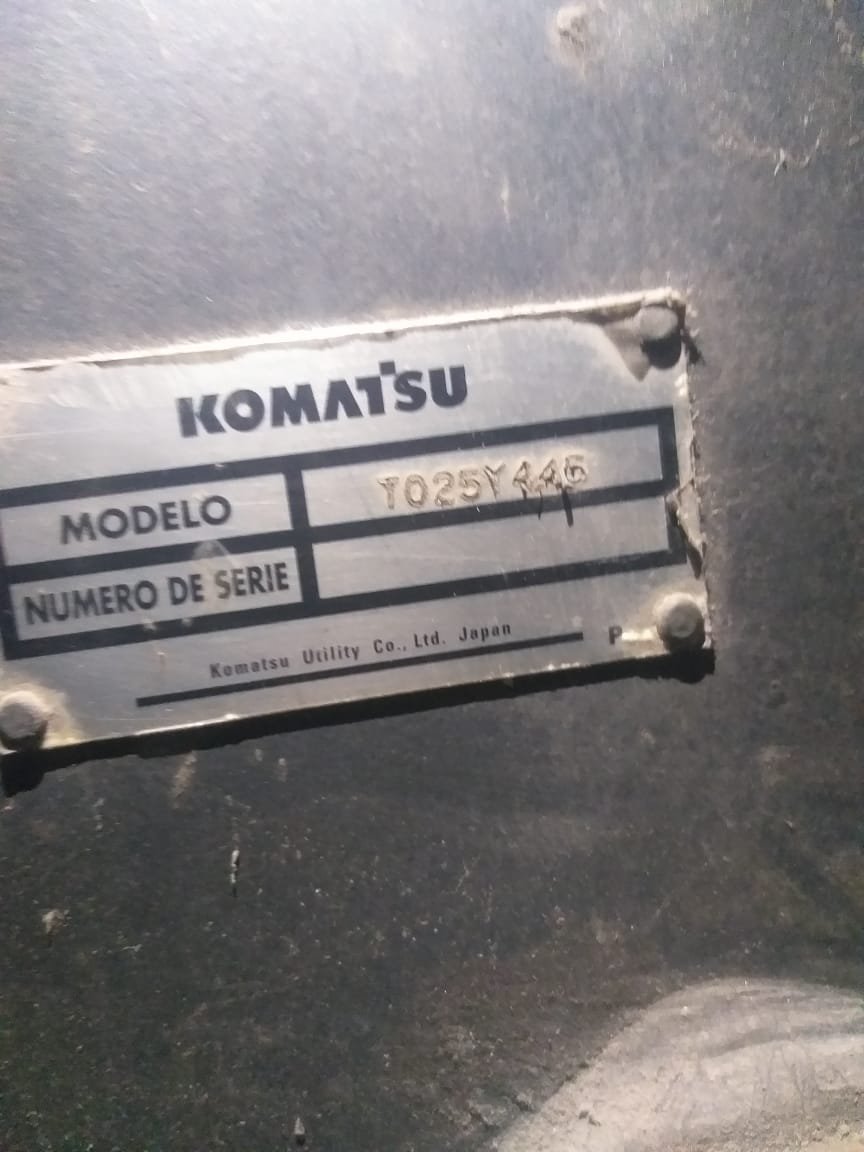 KOMATSU
MODELO T025Y446
NUMERO DE SERIE
Komatsu Utility Co., Ltd. Japan
P